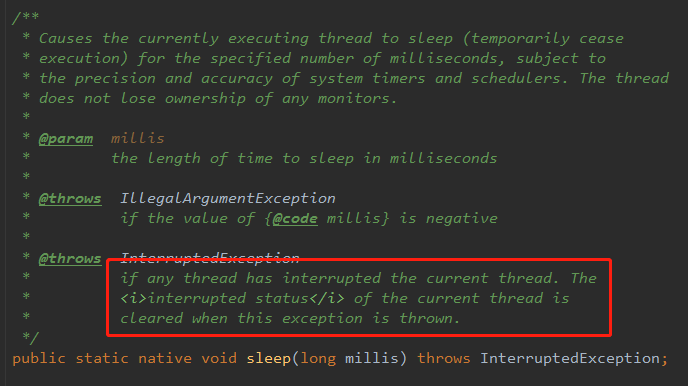 /**
 * Causes the currently executing thread to sleep (temporarily cease
 * execution) for the specified number of milliseconds, subject to
 * the precision and accuracy of system timers and schedulers. The thread
 * does not lose ownership of any monitors.
 *
 * @param  millis
 *         the length of time to sleep in milliseconds
 *
 * @throws  IllegalArgumentException
 *          if the value of {@code millis} is negative
 *
 * @throws  InterruptedException
 *          if any thread has interrupted the current thread. The
 *          <i>interrupted status</i> of the current thread is
 *          cleared when this exception is thrown.
 */
public static native void sleep(long millis) throws InterruptedException;